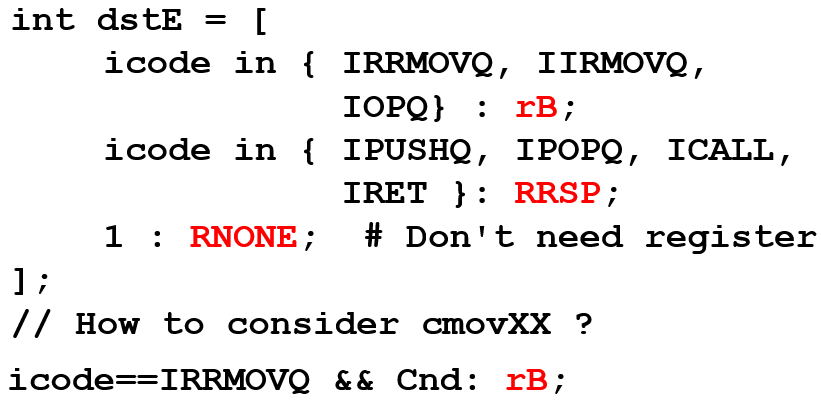 int dstE = [
icode in { IRRMOVQ, IIRMOVQ,
IOPQ} : rB;
icode in { IPUSHQ, IPOPQ, ICALL,
IRET }: RRSP;
1 : RNONE;  # Don't need register
];
// How to consider cmovXX ?
icode==IRRMOVQ && Cnd: rB;